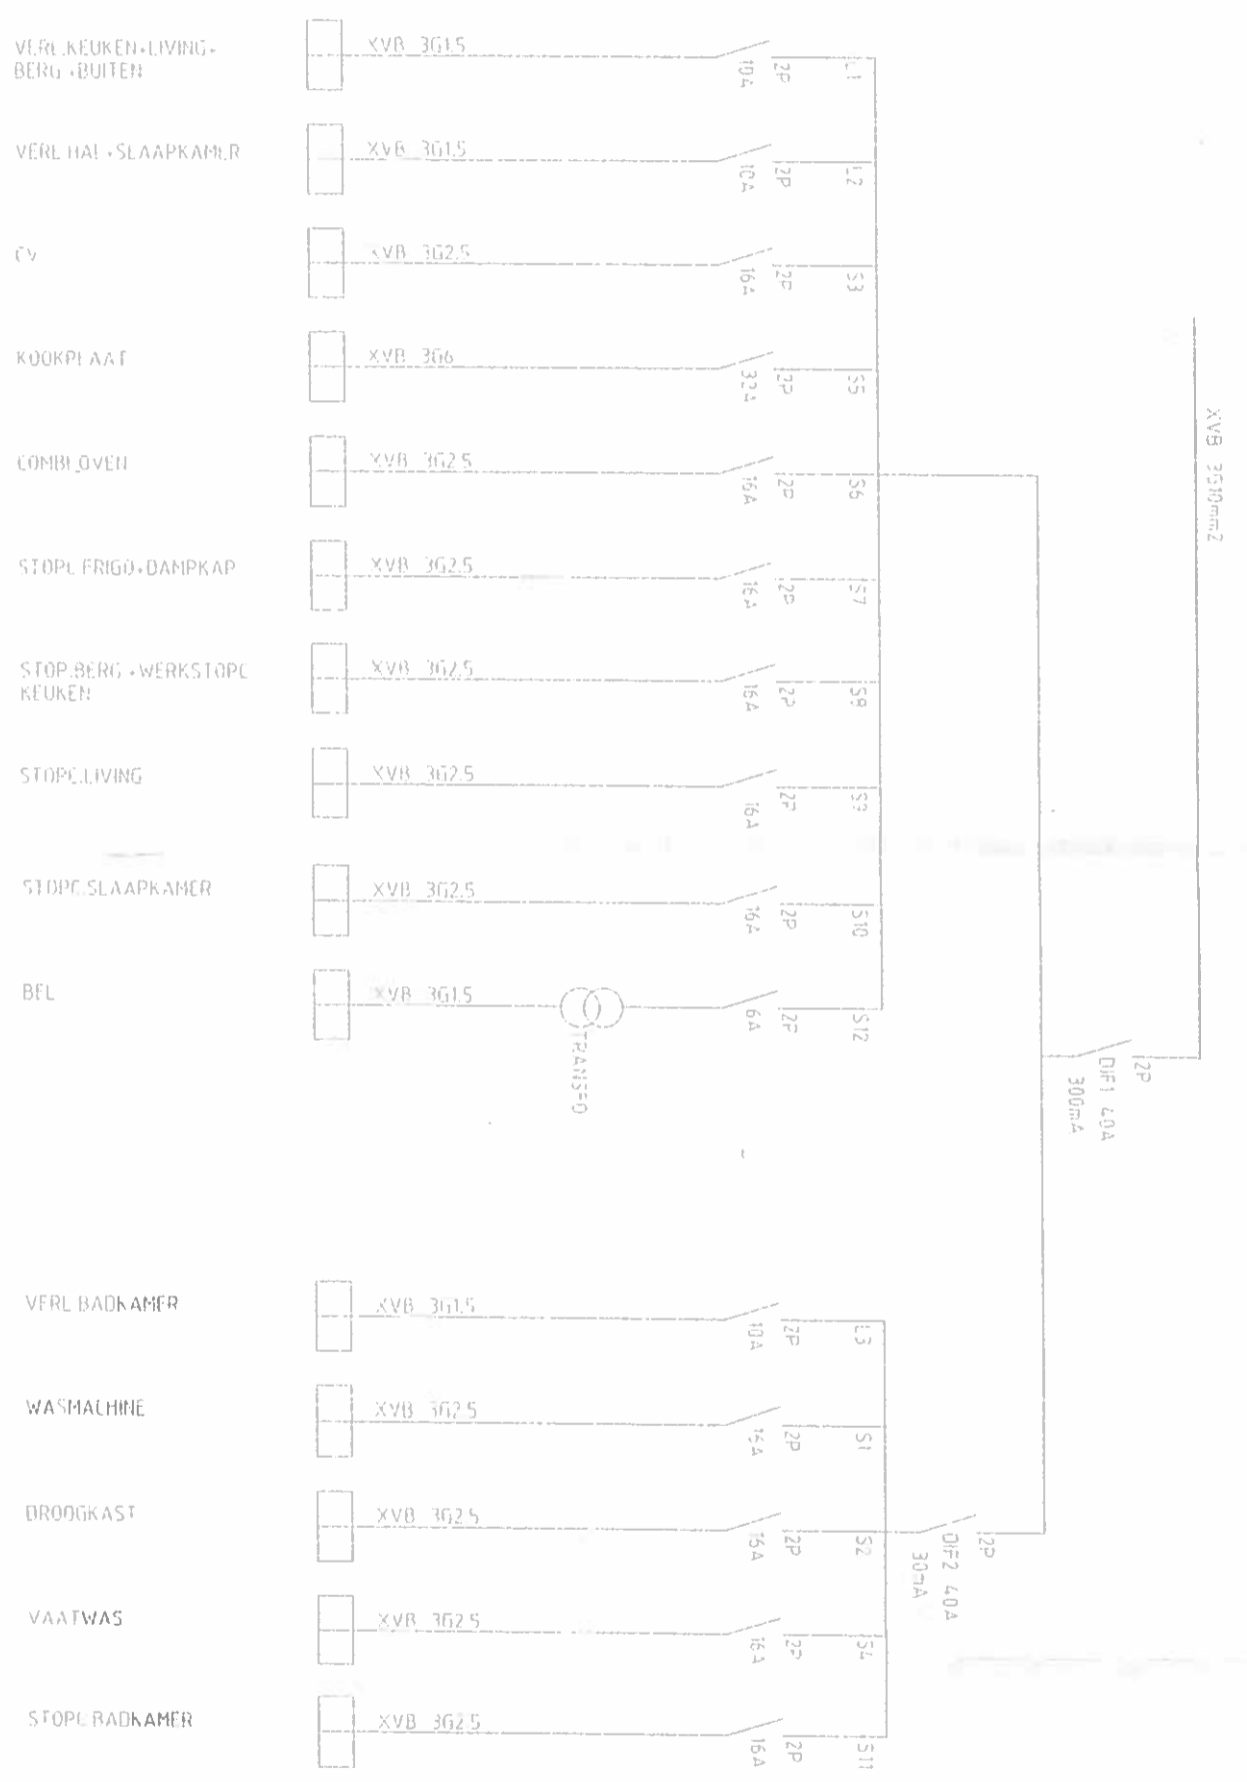 VERL.KEUKEN+LIVING+
BERG +BUITEN
XVB 3G1.5
10A
2P
L1
VERL HAL+SLAAPKAMER
XVB 3G1.5
10A
2P
L2
CV
XVB 3G2.5
16A
2P
S3
KOOKPLAAT
XVB 3G6
32A
2P
S5
COMBI.OVEN
XVB 3G2.5
16A
2P
S6
STOPC FRIGO+DAMPKAP
XVB 3G2.5
16A
2P
S7
STOP.BERG +WERKSTOPC
KEUKEN
XVB 3G2.5
16A
2P
S8
STOPC.LIVING
XVB 3G2.5
16A
2P
S9
STOPC.SLAAPKAMER
XVB 3G2.5
16A
2P
S10
BEL
XVB 3G1.5
TRANSFO
6A
2P
S12
XVB 3G10mm2
2P
DIF1 40A
300mA
VERL BADKAMER
XVB 3G1.5
10A
2P
L3
WASMACHINE
XVB 3G2.5
16A
2P
S1
DROOGKAST
XVB 3G2.5
16A
2P
S2
2P
DIF2 40A
30mA
VAATWAS
XVB 3G2.5
16A
2P
S4
STOPC BADKAMER
XVB 3G2.5
16A
2P
S11